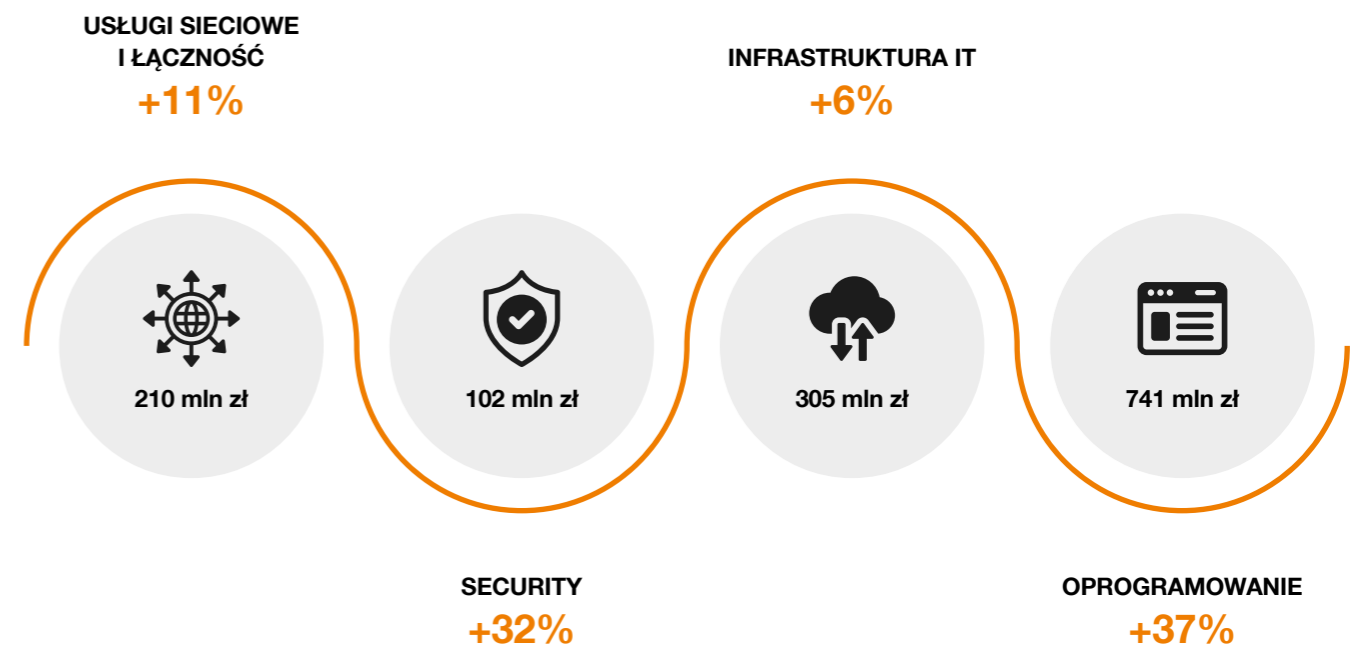 USŁUGI SIECIOWE
I ŁĄCZNOŚĆ
+11%
210 mln zł
102 mln zł
SECURITY
+32%
INFRASTRUKTURA IT
+6%
305 mln zł
741 mln zł
OPROGRAMOWANIE
+37%